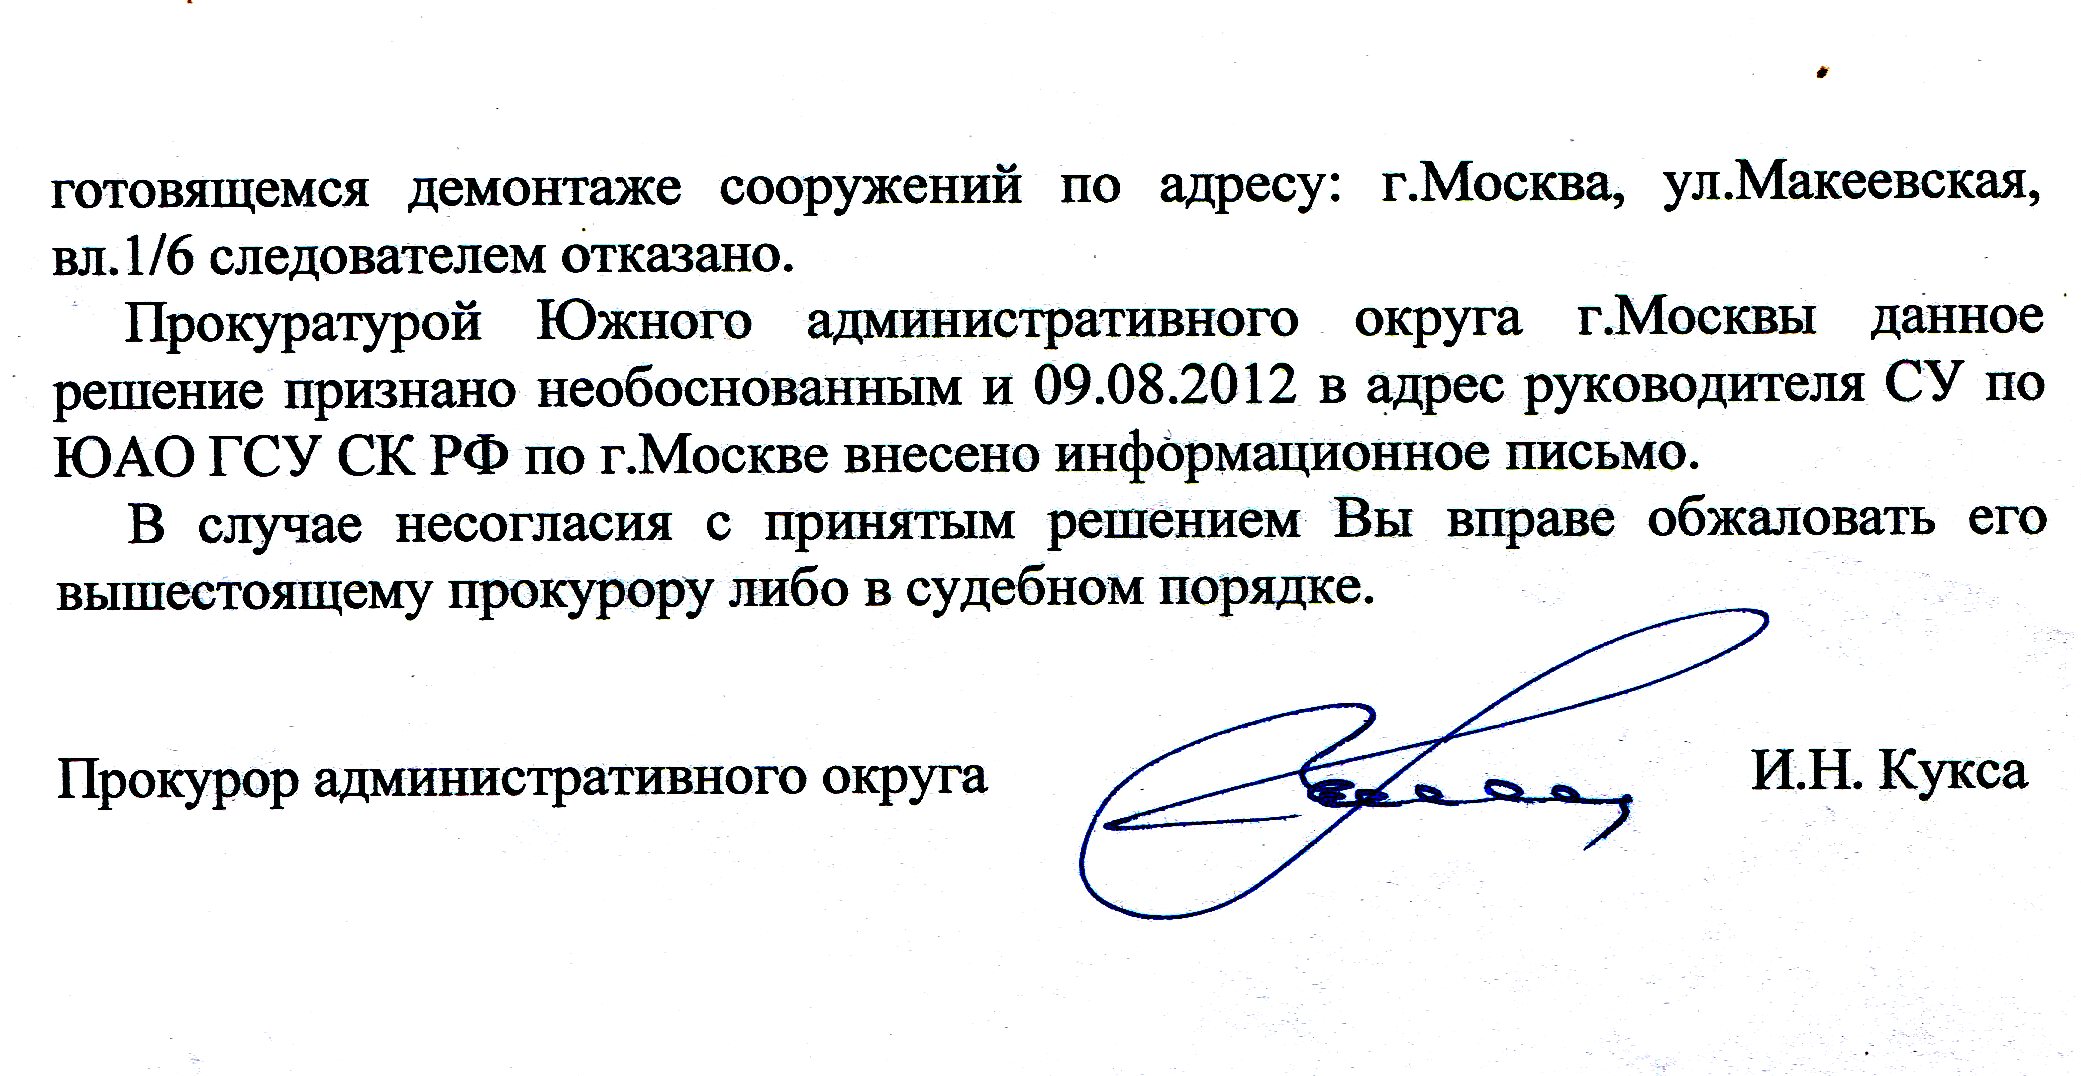 готовящемся демонтаже сооружений по адресу: г.Москва, ул.Макеевская,
вл.1/6 следователем отказано.
Прокуратурой Южного административного округа г.Москвы данное
решение признано необоснованным и 09.08.2012 в адрес руководителя СУ по
ЮАО ГСУ СК РФ по г.Москве внесено информационное письмо.
В случае несогласия с принятым решением Вы вправе обжаловать его
вышестоящему прокурору либо в судебном порядке.
Прокурор административного округа И.Н. Кукса